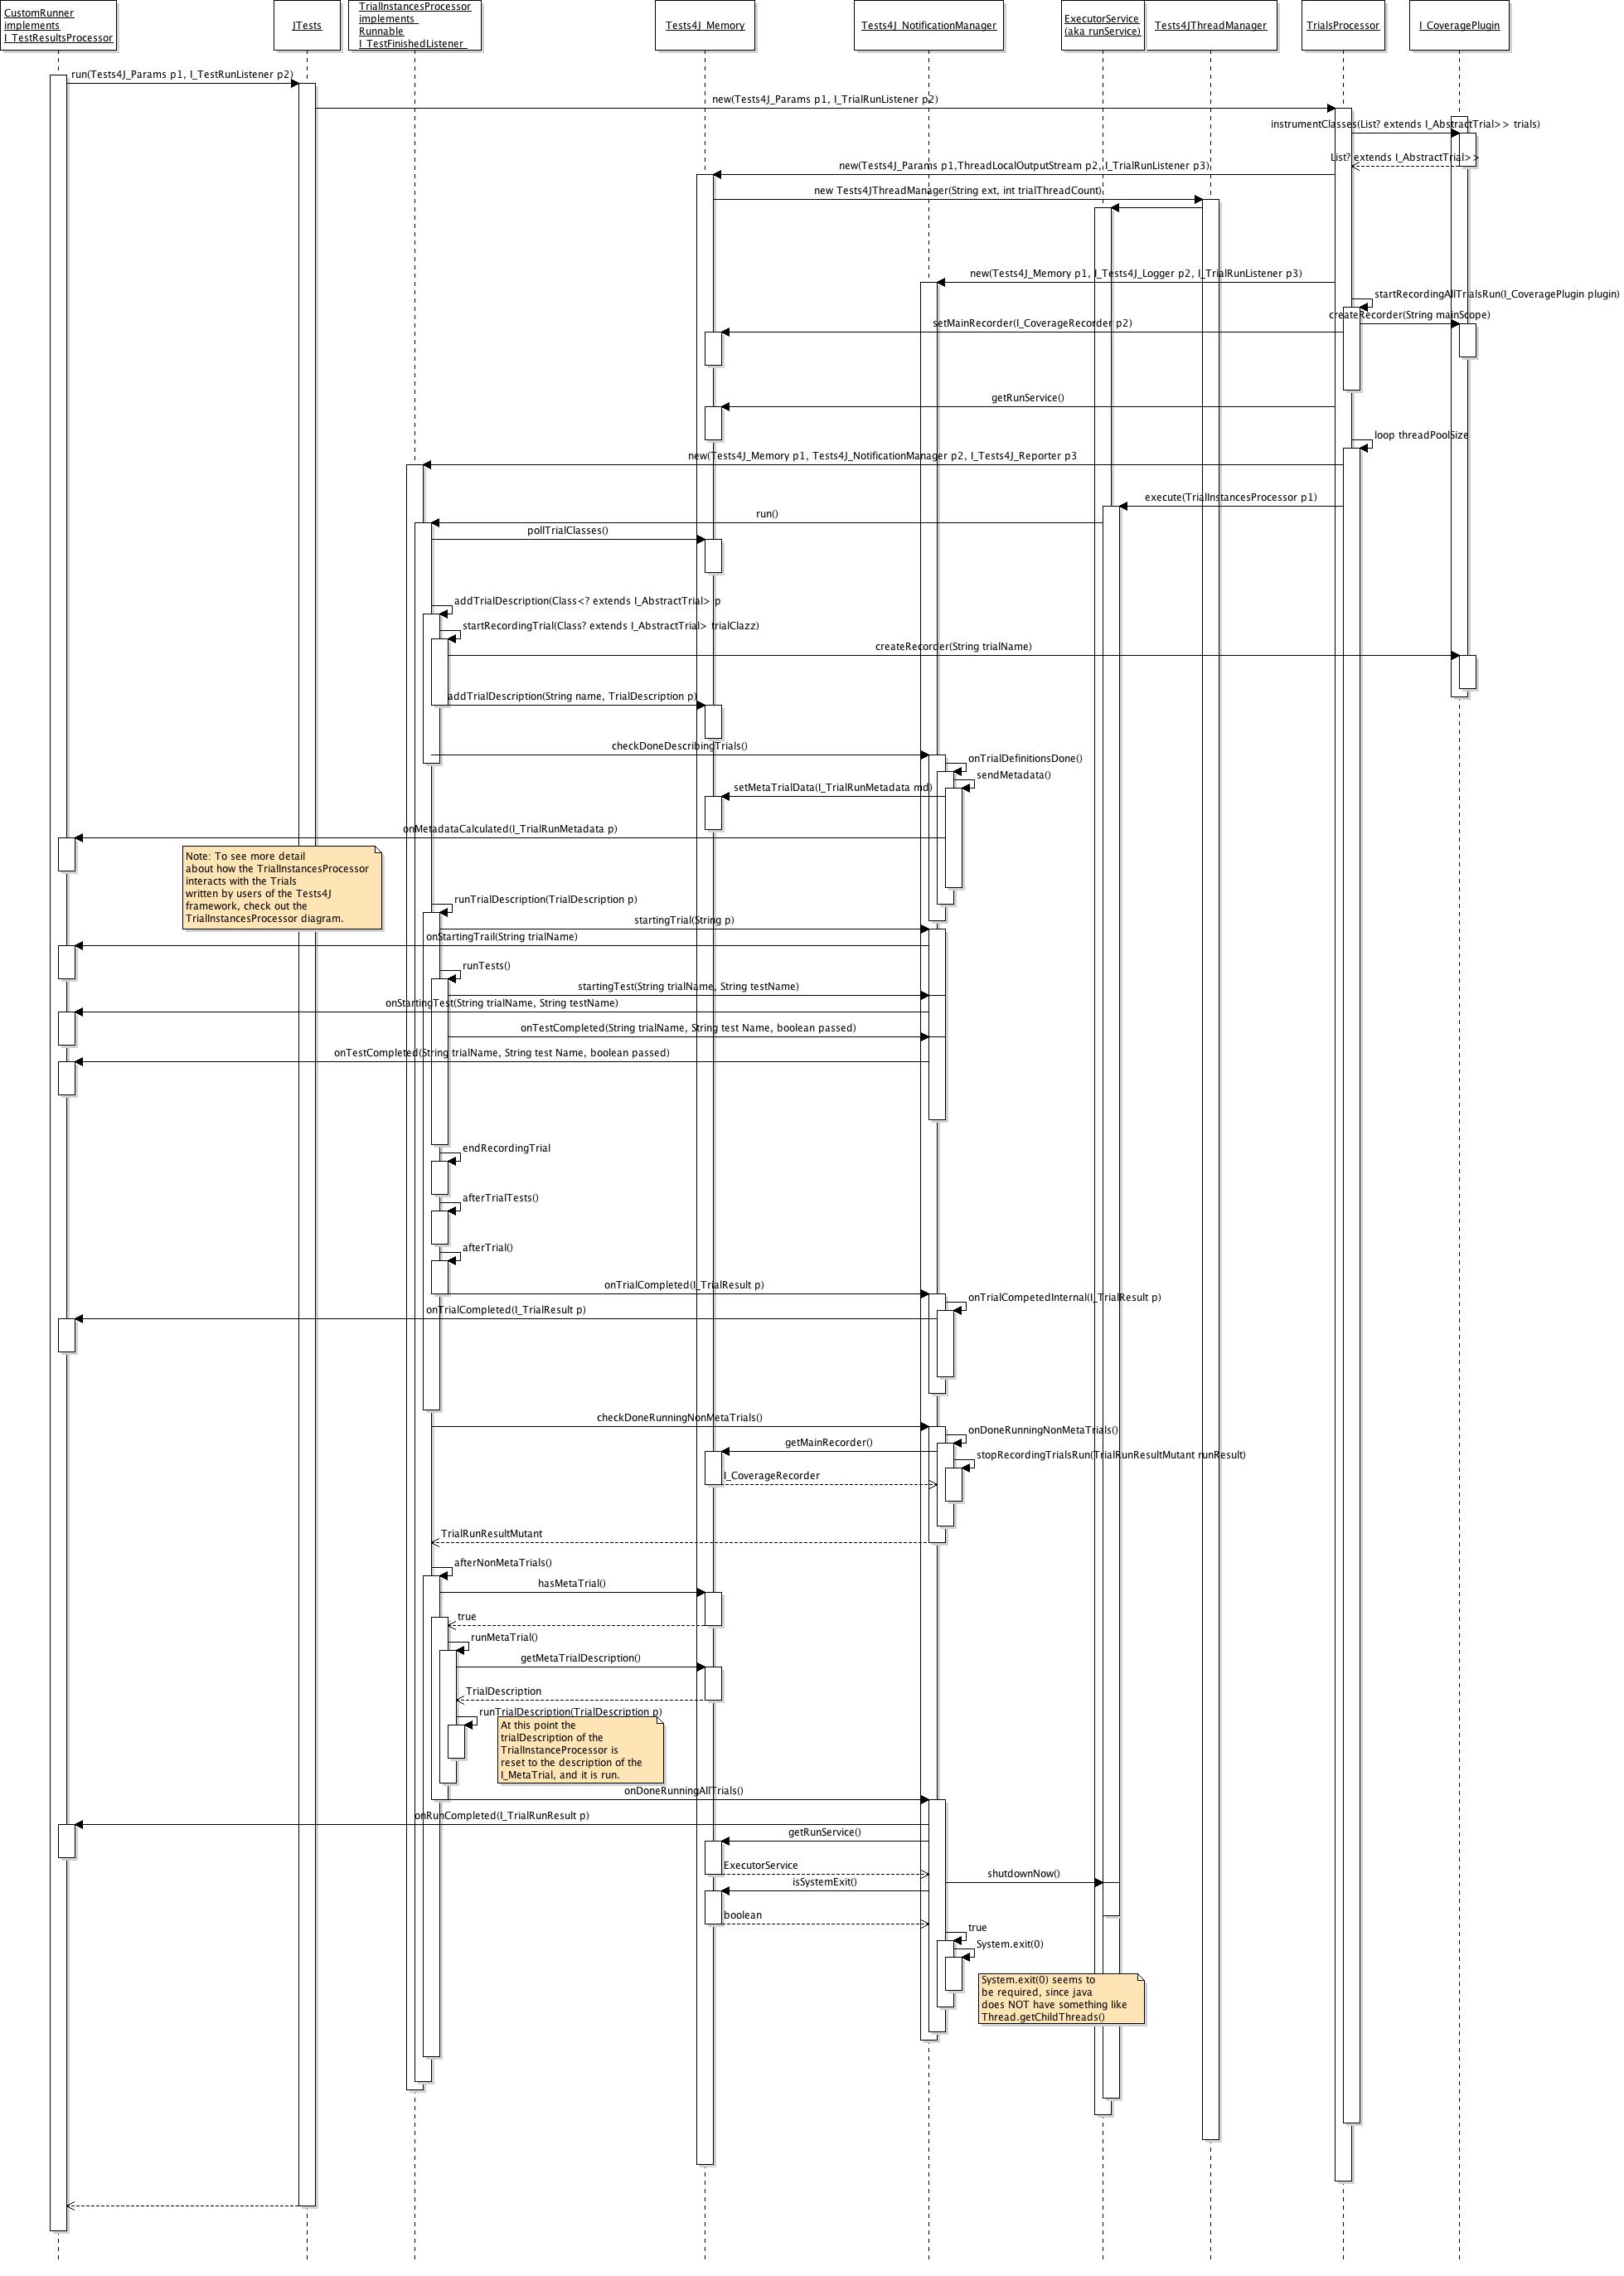 CustomRunner
implements
I_TestResultsProcessor
JTests
TrialInstancesProcessor
implements
Runnable
I_TestFinishedListener
Tests4J_Memory
Tests4J_NotificationManager
ExecutorService
(aka runService)
Tests4JThreadManager
TrialsProcessor
I_CoveragePlugin
run(Tests4J_Params p1, I_TestRunListener p2)
new(Tests4J_Params p1, I_TrialRunListener p2)
instrumentClasses(List? extends I_AbstractTrial>> trials)
List? extends I_AbstractTrial>>
new(Tests4J_Params p1,ThreadLocalOutputStream p2, I_TrialRunListener p3)
new Tests4JThreadManager(String ext, int trialThreadCount)
new(Tests4J_Memory p1, I_Tests4J_Logger p2, I_TrialRunListener p3)
startRecordingAllTrialsRun(I_CoveragePlugin plugin)
createRecorder(String mainScope)
setMainRecorder(I_CoverageRecorder p2)
getRunService()
loop threadPoolSize
new(Tests4J_Memory p1, Tests4J_NotificationManager p2, I_Tests4J_Reporter p3
execute(TrialInstancesProcessor p1)
run()
pollTrialClasses()
addTrialDescription(Class<? extends I_AbstractTrial> p
startRecordingTrial(Class? extends I_AbstractTrial> trialClazz)
createRecorder(String trialName)
addTrialDescription(String name, TrialDescription p)
checkDoneDescribingTrials()
onTrialDefinitionsDone()
sendMetadata()
setMetaTrialData(I_TrialRunMetadata md)
onMetadataCalculated(I_TrialRunMetadata p)
Note: To see more detail
about how the TrialInstancesProcessor
interacts with the Trials
written by users of the Tests4J
framework, check out the
TrialInstancesProcessor diagram.
runTrialDescription(TrialDescription p)
startingTrial(String p)
onStartingTrail(String trialName)
runTests()
startingTest(String trialName, String testName)
onStartingTest(String trialName, String testName)
onTestCompleted(String trialName, String test Name, boolean passed)
onTestCompleted(String trialName, String test Name, boolean passed)
endRecordingTrial
afterTrialTests()
afterTrial()
onTrialCompleted(I_TrialResult p)
onTrialCompetedInternal(I_TrialResult p)
onTrialCompleted(I_TrialResult p)
checkDoneRunningNonMetaTrials()
onDoneRunningNonMetaTrials()
getMainRecorder()
stopRecordingTrialsRun(TrialRunResultMutant runResult)
I_CoverageRecorder
TrialRunResultMutant
afterNonMetaTrials()
hasMetaTrial()
true
runMetaTrial()
getMetaTrialDescription()
TrialDescription
runTrialDescription(TrialDescription p)
At this point the
trialDescription of the
TrialInstanceProcessor is
reset to the description of the
I_MetaTrial, and it is run.
onDoneRunningAllTrials()
onRunCompleted(I_TrialRunResult p)
getRunService()
ExecutorService
shutdownNow()
isSystemExit()
boolean
true
System.exit(0)
System.exit(0) seems to
be required, since java
does NOT have something like
Thread.getChildThreads()